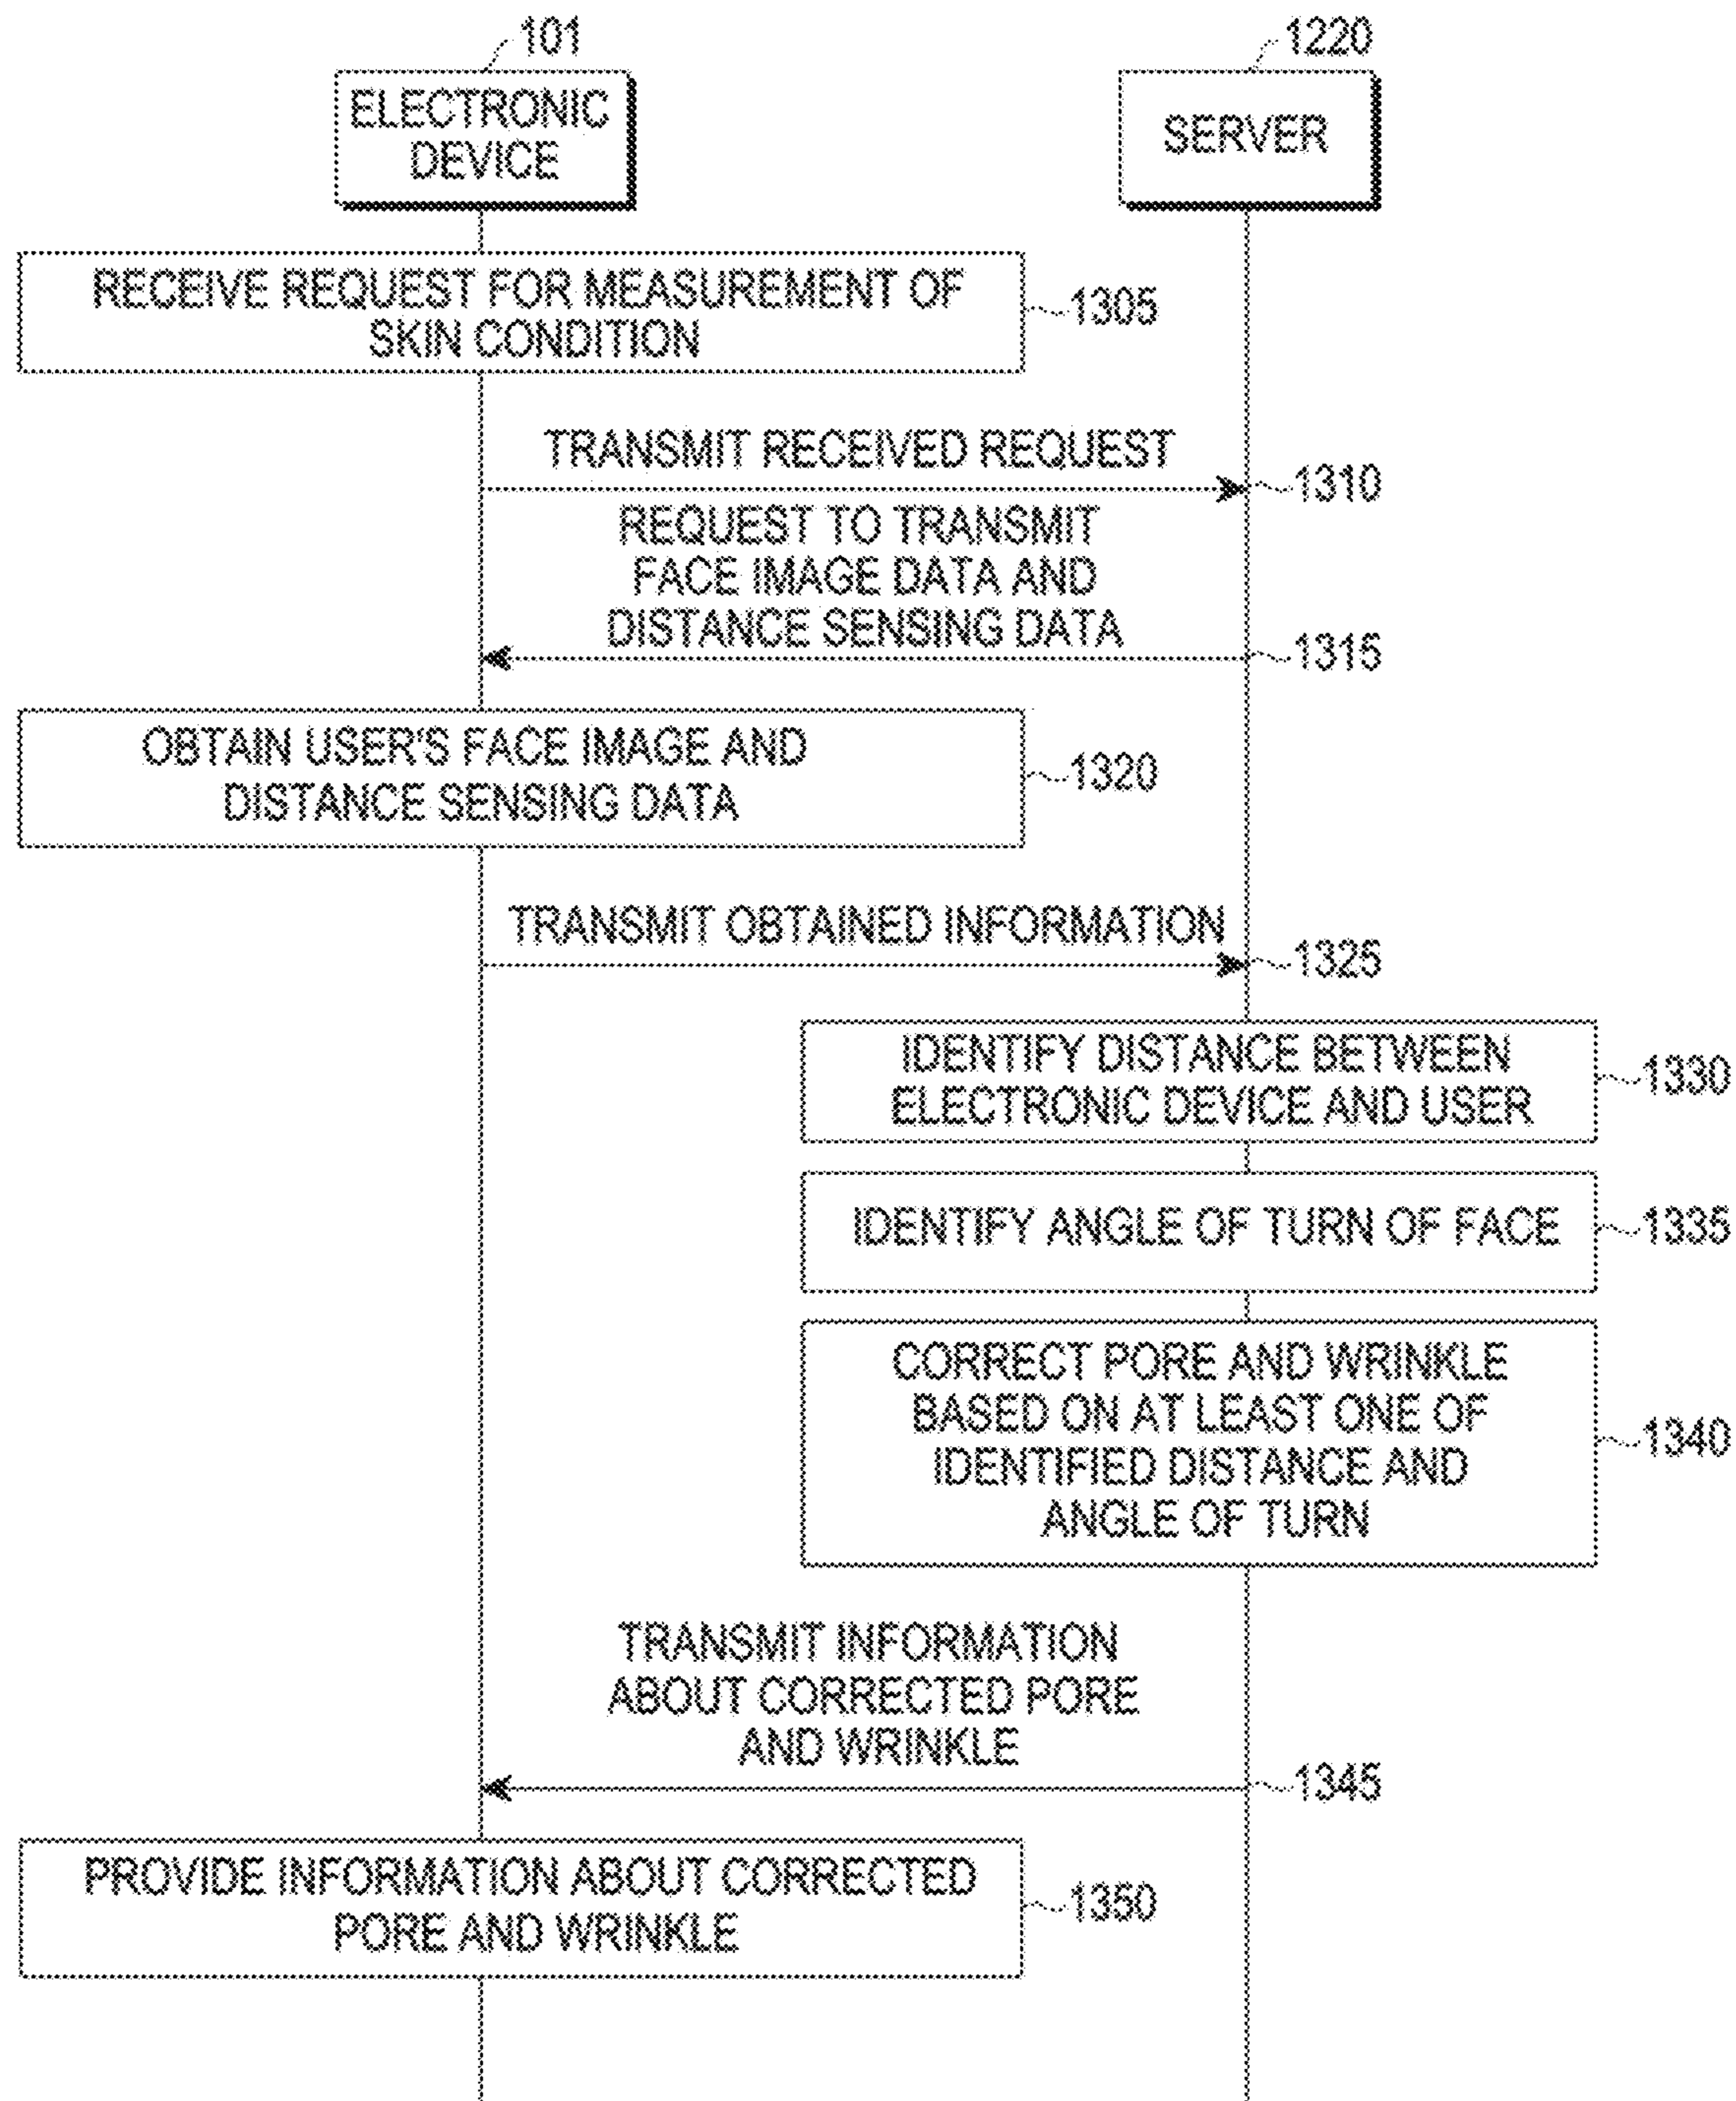 101
1220
ELECTRONIC
DEVICE
SERVER
RECEIVE REQUEST FOR MEASUREMENT OF
SKIN CONDITION
1305
TRANSMIT RECEIVED REQUEST
1310
REQUEST TO TRANSMIT
FACE IMAGE DATA AND
DISTANCE SENSING DATA
1315
OBTAIN USER'S FACE IMAGE AND
DISTANCE SENSING DATA
1320
TRANSMIT OBTAINED INFORMATION
1325
IDENTIFY DISTANCE BETWEEN
ELECTRONIC DEVICE AND USER
1330
IDENTIFY ANGLE OF TURN OF FACE
1335
CORRECT PORE AND WRINKLE
BASED ON AT LEAST ONE OF
IDENTIFIED DISTANCE AND
ANGLE OF TURN
1340
TRANSMIT INFORMATION
ABOUT CORRECTED PORE
AND WRINKLE
1345
PROVIDE INFORMATION ABOUT CORRECTED
PORE AND WRINKLE
1350